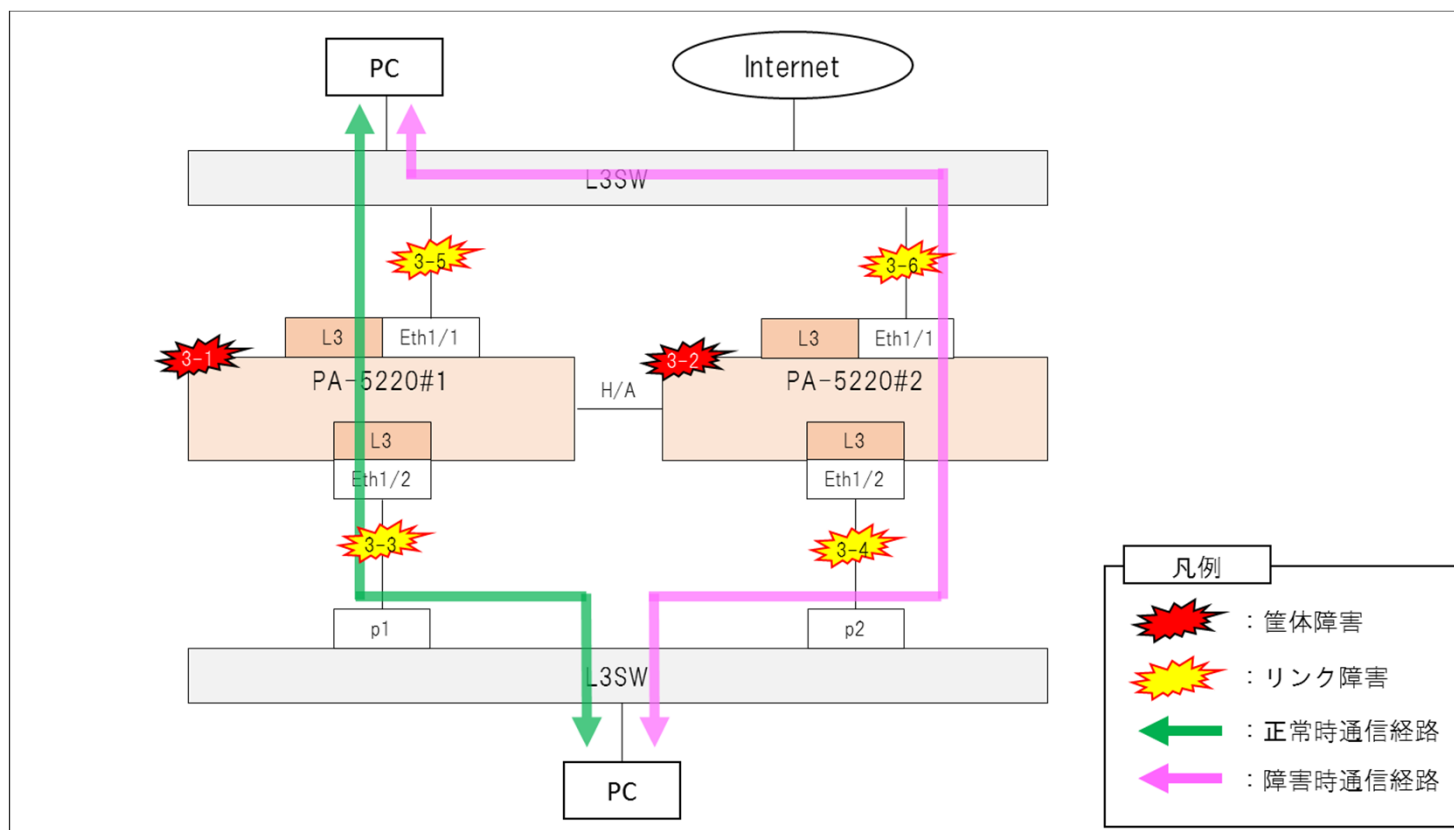 PC
Internet
L3SW
3-5
3-6
L3
Eth1/1
L3
Eth1/1
3-1
3-2
PA-5220#1
H/A
PA-5220#2
L3
L3
Eth1/2
Eth1/2
3-3
3-4
p1
p2
L3SW
PC
凡例
：筐体障害
：リンク障害
：正常時通信経路
：障害時通信経路